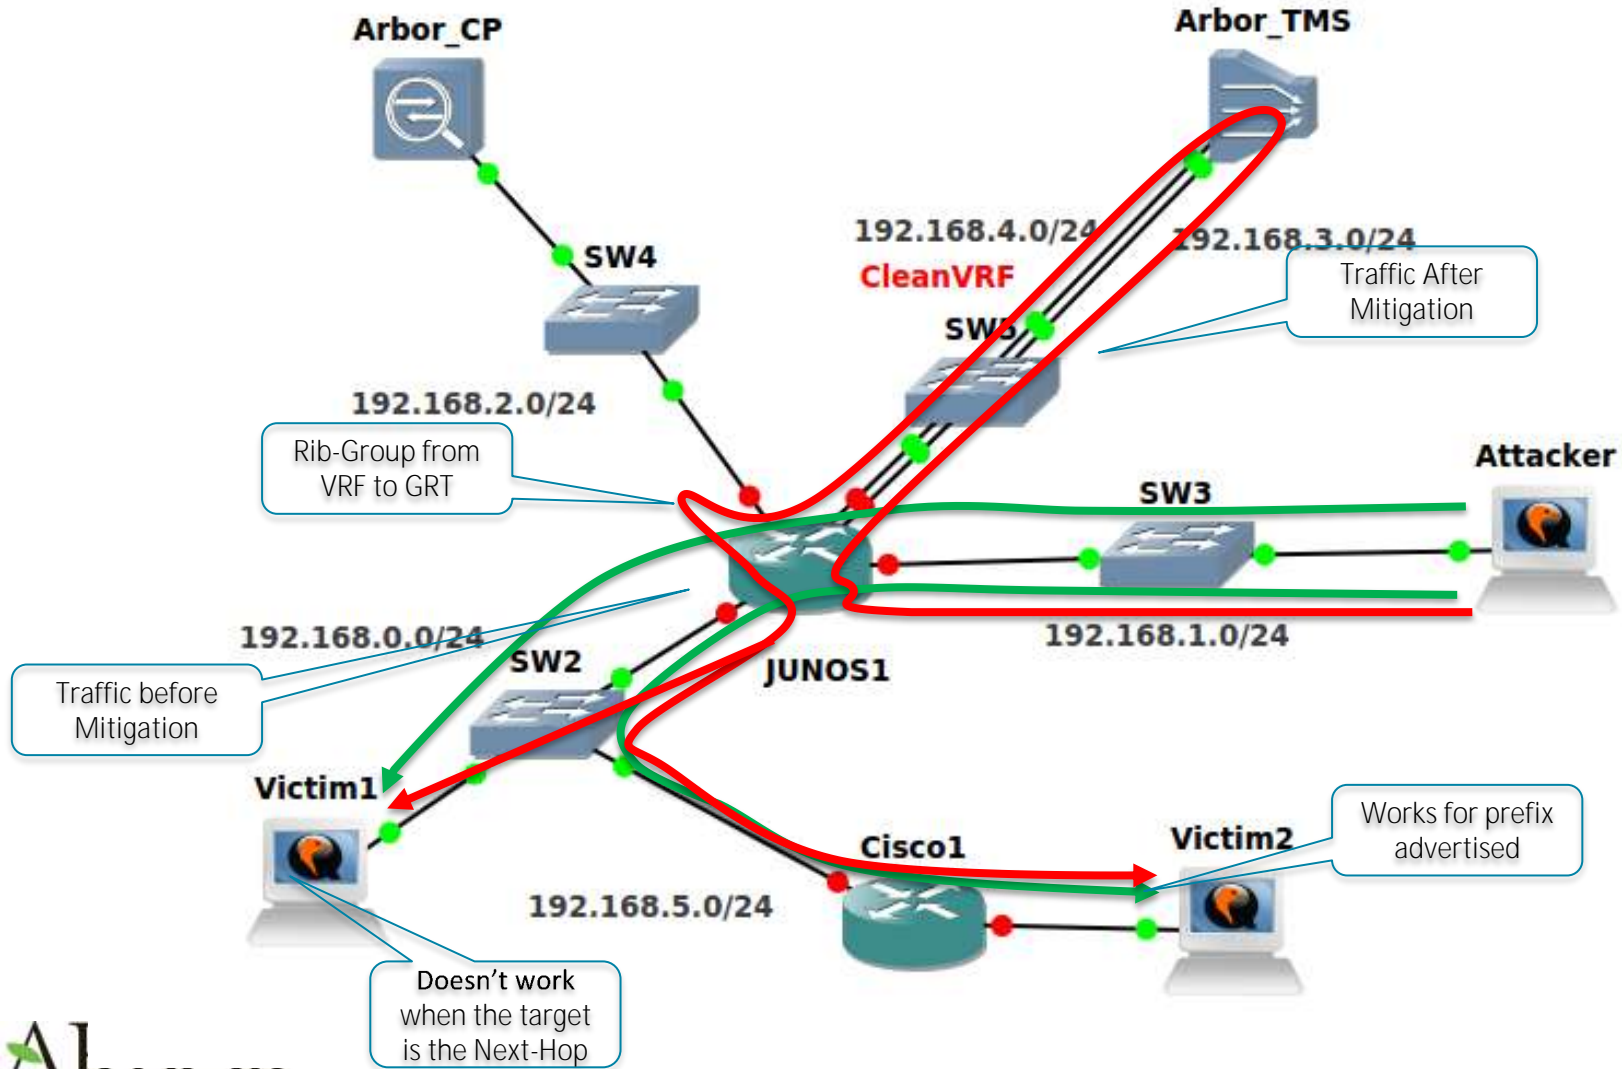 Arbor_CP
Arbor_TMS
192.168.4.0/24
192.168.3.0/24
SW4
CleanVRF
Traffic After
Mitigation
SW5
192.168.2.0/24
Rib-Group from
VRF to GRT
Attacker
SW3
192.168.0.0/24
192.168.1.0/24
SW2
JUNOS1
Traffic before
Mitigation
Victim1
Works for prefix
advertised
Cisco1
Victim2
192.168.5.0/24
Doesn't work
when the target
is the Next-Hop